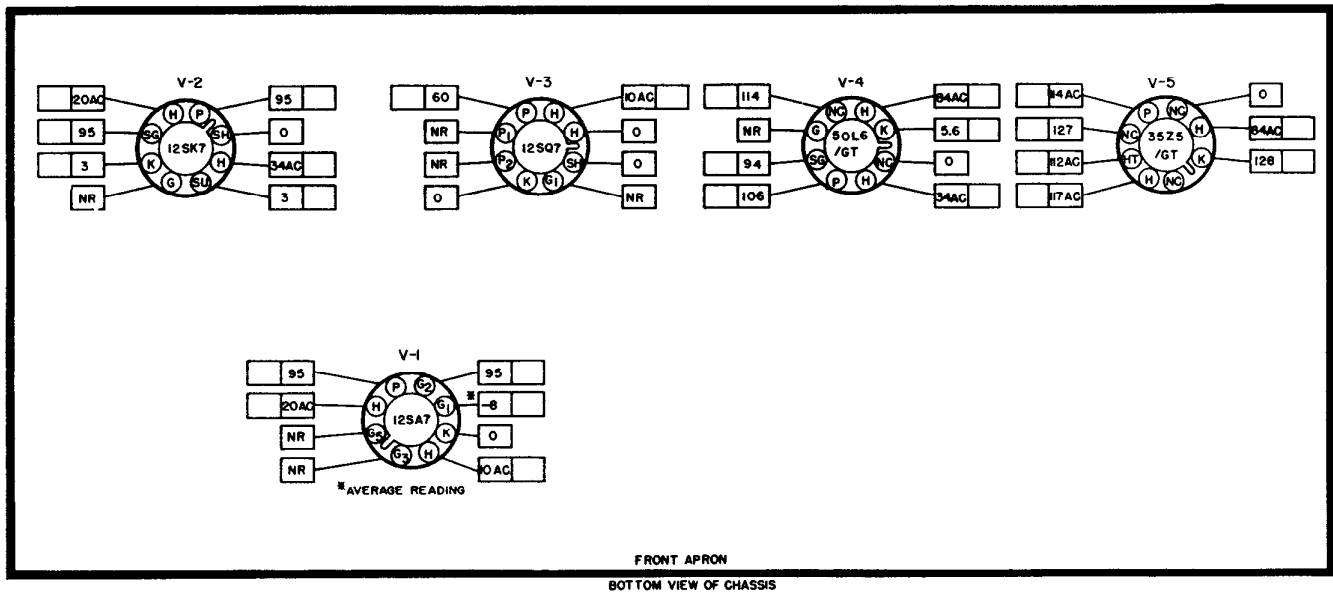 V-2
V-3
V-4
V-5
20AC H P 95
95 SG SH 0
12SK7
3 K H 34AC
NR G SU 3
60 P H 10AC
NR P1 H 0
12SQ7
NR P2 SH 0
0 K G1 NR
114 NC H 84AC
NR G K 5.6
50L6
/GT
94 SG NC 0
106 P H 34AC
114AC P NC 0
127 NC H 84AC
35Z5
/GT
112AC HT K 128
117AC H NC
V-1
95 P G2 95
20AC H G1 * -8
12SA7
NR G5 K 0
NR G3 H 10AC
*AVERAGE READING
FRONT APRON
BOTTOM VIEW OF CHASSIS